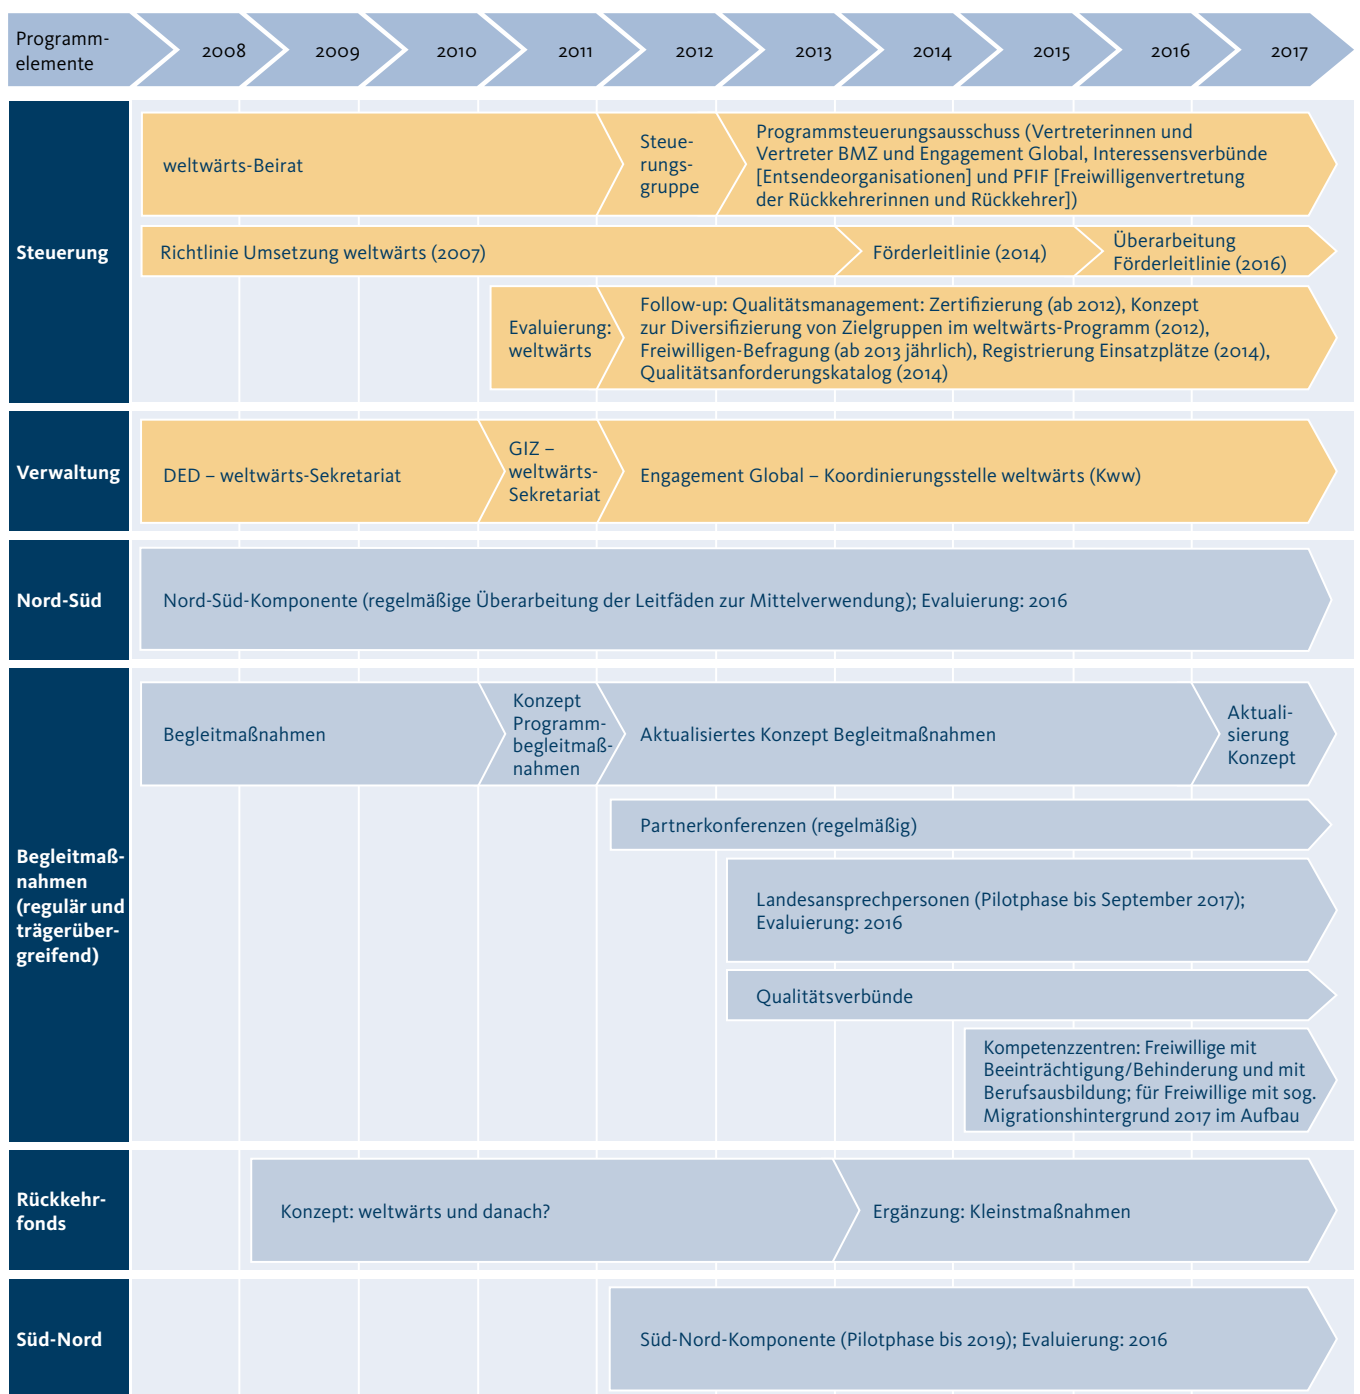 Programm-
elemente
2008
2009
2010
2011
2012
2013
2014
2015
2016
2017
Steuerung
weltwärts-Beirat
Steue-
rungs-
gruppe
Programmsteuerungsausschuss (Vertreterinnen und
Vertreter BMZ und Engagement Global, Interessensverbünde
[Entsendeorganisationen] und PFIF [Freiwilligenvertretung
der Rückkehrerinnen und Rückkehrer])
Richtlinie Umsetzung weltwärts (2007)
Förderleitlinie (2014)
Überarbeitung
Förderleitlinie (2016)
Evaluierung:
weltwärts
Follow-up: Qualitätsmanagement: Zertifizierung (ab 2012), Konzept
zur Diversifizierung von Zielgruppen im weltwärts-Programm (2012),
Freiwilligen-Befragung (ab 2013 jährlich), Registrierung Einsatzplätze (2014),
Qualitätsanforderungskatalog (2014)
Verwaltung
DED – weltwärts-Sekretariat
GIZ –
weltwärts-
Sekretariat
Engagement Global – Koordinierungsstelle weltwärts (Kww)
Nord-Süd
Nord-Süd-Komponente (regelmäßige Überarbeitung der Leitfäden zur Mittelverwendung); Evaluierung: 2016
Begleitmaß-
nahmen
(regulär und
trägerüber-
greifend)
Begleitmaßnahmen
Konzept
Programm-
begleitmaß-
nahmen
Aktualisiertes Konzept Begleitmaßnahmen
Aktuali-
sierung
Konzept
Partnerkonferenzen (regelmäßig)
Landesansprechpersonen (Pilotphase bis September 2017);
Evaluierung: 2016
Qualitätsverbünde
Kompetenzzentren: Freiwillige mit
Beeinträchtigung/Behinderung und mit
Berufsausbildung; für Freiwillige mit sog.
Migrationshintergrund 2017 im Aufbau
Rückkehr-
fonds
Konzept: weltwärts und danach?
Ergänzung: Kleinstmaßnahmen
Süd-Nord
Süd-Nord-Komponente (Pilotphase bis 2019); Evaluierung: 2016